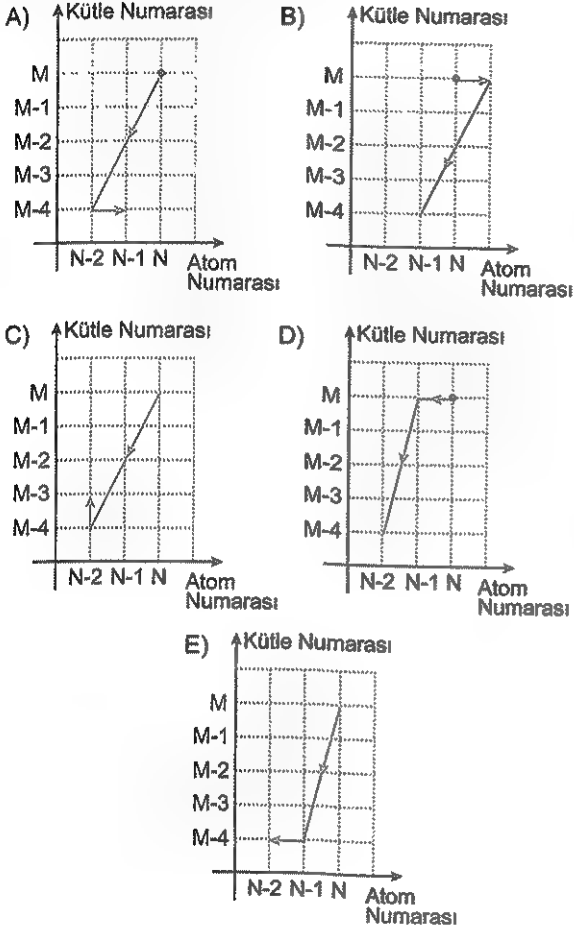 A) Kütle Numarası
M
M-1
M-2
M-3
M-4
N-2 N-1 N Atom
Numarası
B) Kütle Numarası
M
M-1
M-2
M-3
M-4
N-2 N-1 N Atom
Numarası
C) Kütle Numarası
M
M-1
M-2
M-3
M-4
N-2 N-1 N Atom
Numarası
D) Kütle Numarası
M
M-1
M-2
M-3
M-4
N-2 N-1 N Atom
Numarası
E) Kütle Numarası
M
M-1
M-2
M-3
M-4
N-2 N-1 N Atom
Numarası